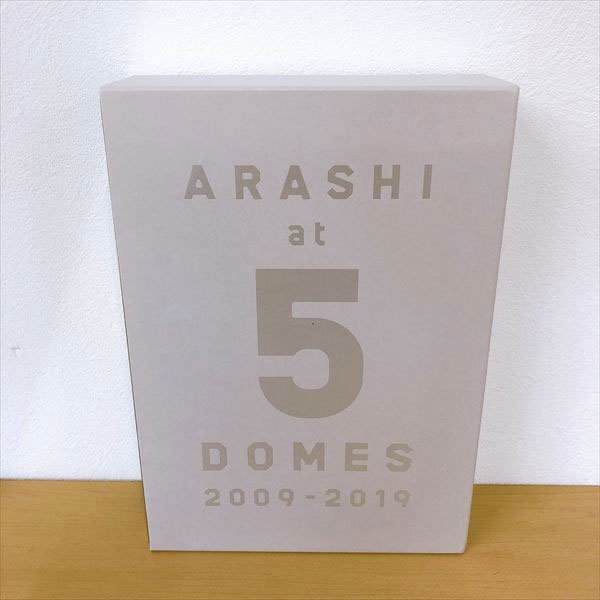 ARASHI
at
5
DOMES
2009-2019